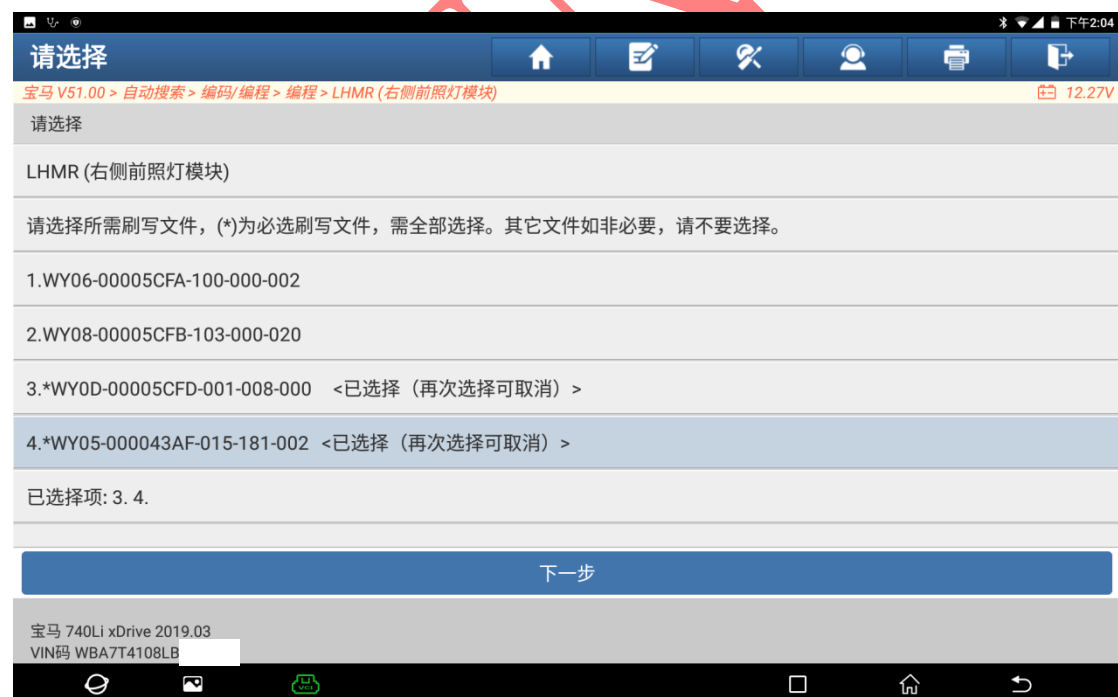 下午2:04
请选择
宝马 V51.00 > 自动搜索 > 编码/编程 > 编程 > LHMR (右侧前照灯模块) 12.27V
请选择
LHMR (右侧前照灯模块)
请选择所需刷写文件，(*)为必选刷写文件，需全部选择。其它文件如非必要，请不要选择。
1.WY06-00005CFA-100-000-002
2.WY08-00005CFB-103-000-020
3.*WY0D-00005CFD-001-008-000 <已选择（再次选择可取消）>
4.*WY05-000043AF-015-181-002 <已选择（再次选择可取消）>
已选择项: 3. 4.
下一步
宝马 740Li xDrive 2019.03
VIN码 WBA7T4108LB
VCI